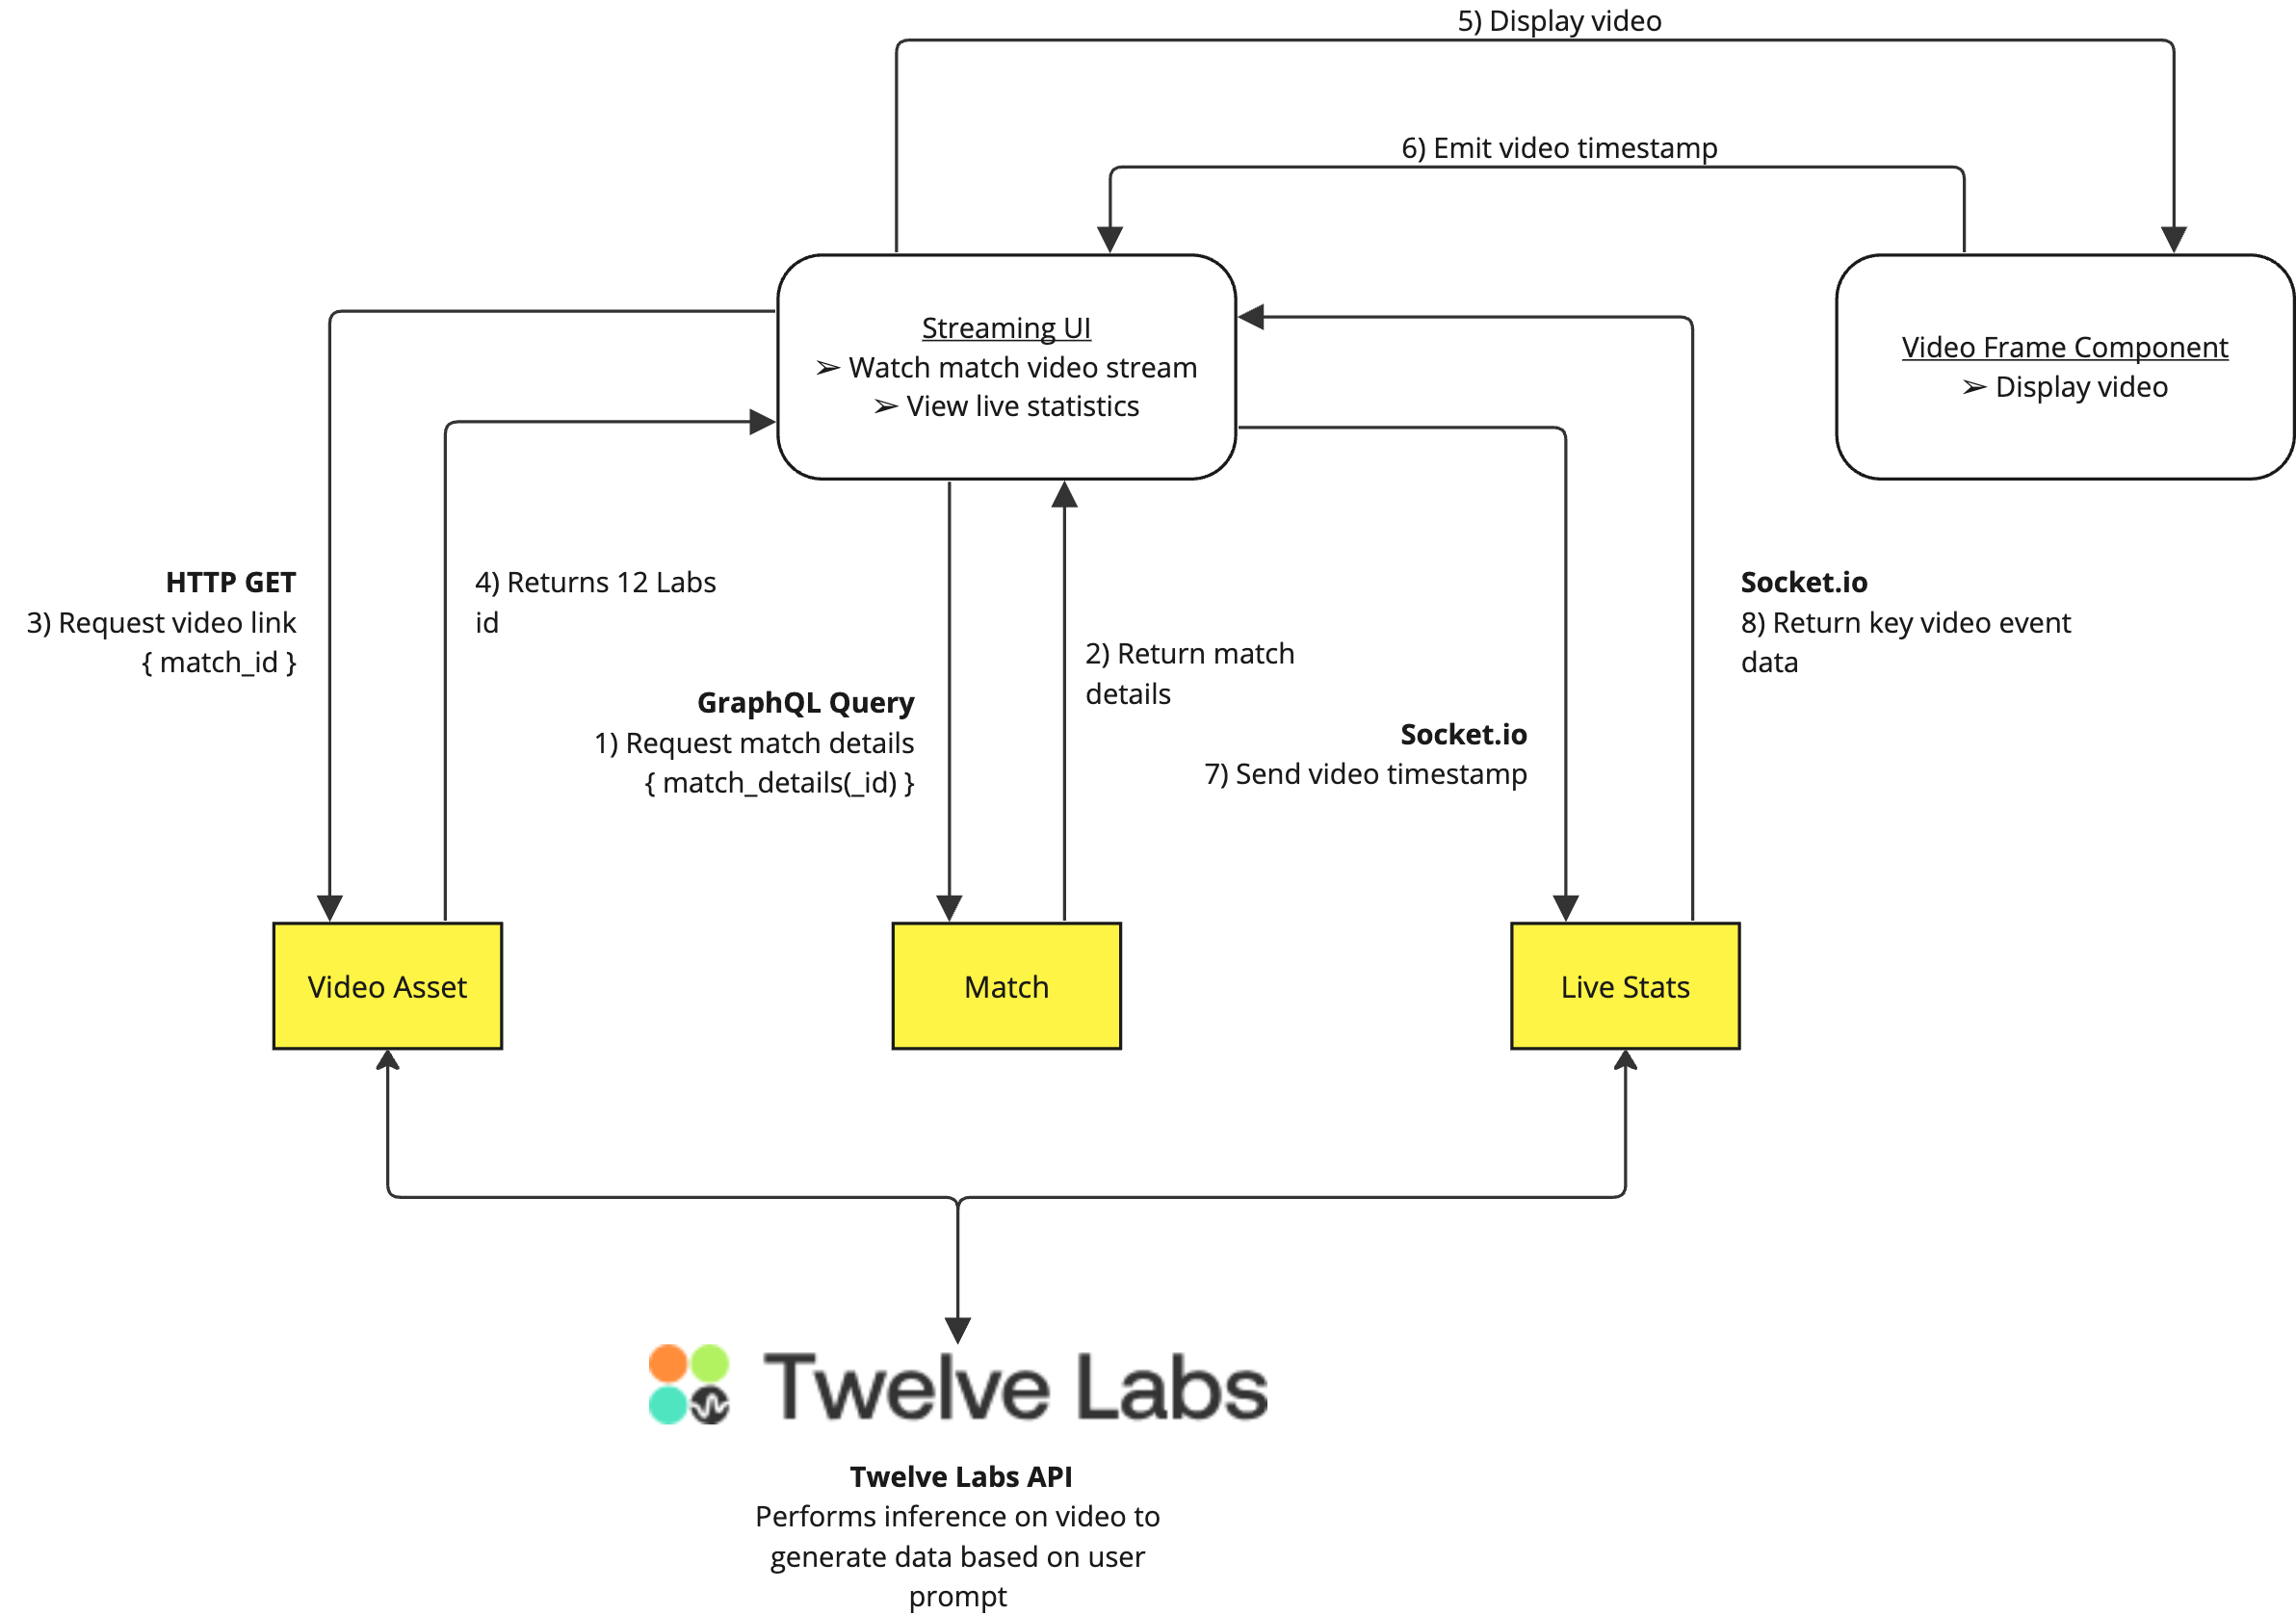 5) Display video
6) Emit video timestamp
Streaming UI
➢ Watch match video stream
➢ View live statistics
Video Frame Component
➢ Display video
HTTP GET
3) Request video link
{ match_id }
4) Returns 12 Labs
id
GraphQL Query
1) Request match details
{ match_details(_id) }
2) Return match
details
Socket.io
7) Send video timestamp
Socket.io
8) Return key video event
data
Video Asset
Match
Live Stats
Twelve Labs
Twelve Labs API
Performs inference on video to
generate data based on user
prompt